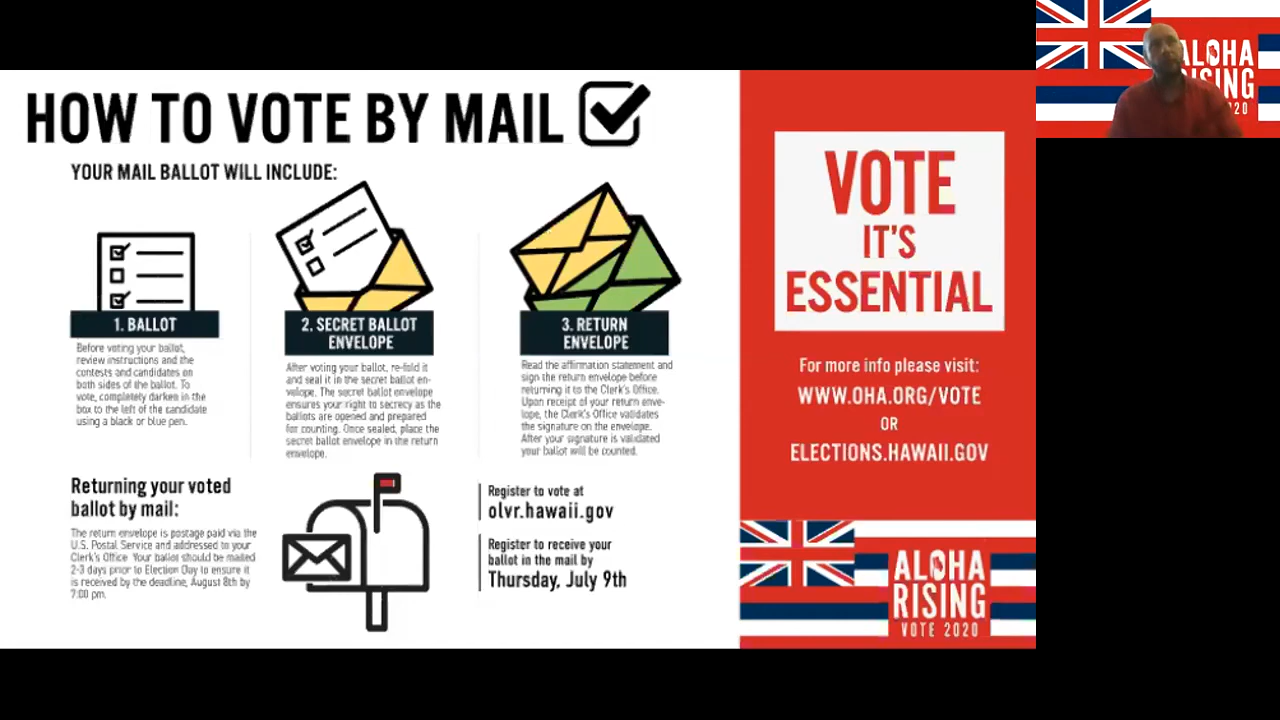 HOW TO VOTE BY MAIL
YOUR MAIL BALLOT WILL INCLUDE:
1. BALLOT
Before voting your ballot,
review instructions and the
contests and candidates on
both sides of the ballot. To
vote, completely darken in the
box to the left of the candidate
using a black or blue pen.
2. SECRET BALLOT
ENVELOPE
After voting your ballot, re-fold it
and seal it in the secret ballot en-
velope. The secret ballot envelope
ensures your right to secrecy as the
ballots are opened and prepared
for counting. Once sealed, place the
secret ballot envelope in the return
envelope.
3. RETURN
ENVELOPE
Read the affirmation statement and
sign the return envelope before
returning it to the Clerk's Office.
Upon receipt of your return enve-
lope, the Clerk's Office validates
the signature on the envelope.
After your signature is validated
your ballot will be counted.
Returning your voted
ballot by mail:
The return envelope is postage paid via the
U.S. Postal Service and addressed to your
Clerk's Office. Your ballot should be mailed
2-3 days prior to Election Day to ensure it
is received by the deadline, August 8th by
7:00 pm.
Register to vote at
olvr.hawaii.gov
Register to receive your
ballot in the mail by
Thursday, July 9th
VOTE
IT'S
ESSENTIAL
For more info please visit:
WWW.OHA.ORG/VOTE
OR
ELECTIONS.HAWAII.GOV
ALOHA
RISING
VOTE 2020
ALOHA
RISING
20